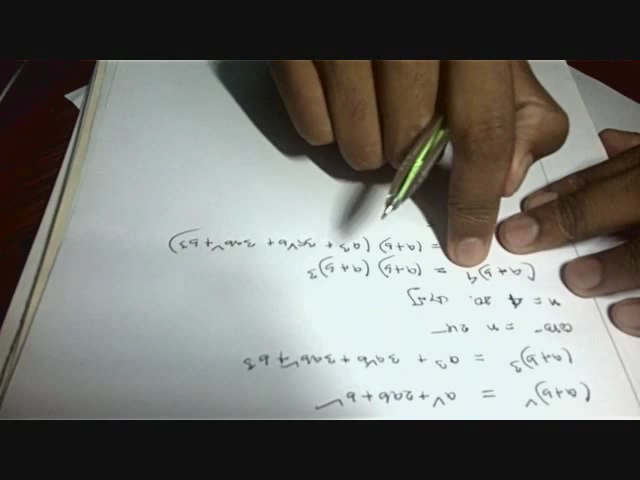 (a+b)² = a²+2ab+b²
(a+b)³ = a³ + 3a²b+3ab²+b³
n = 4
(a+b)4 = (a+b) (a+b)³
= (a+b) (a³ + 3a²b + 3ab²+b³)